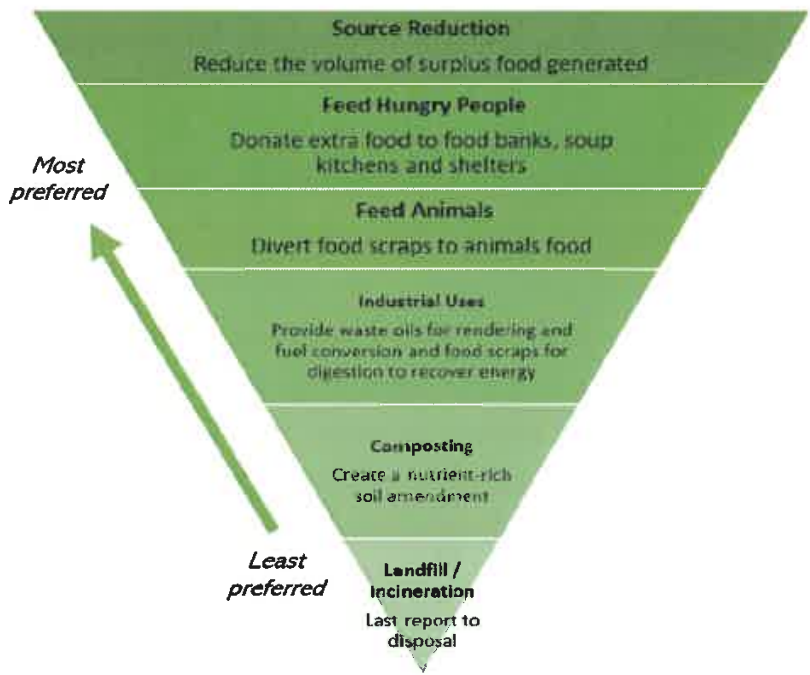 Source Reduction
Reduce the volume of surplus food generated
Feed Hungry People
Donate extra food to food banks, soup
kitchens and shelters
Most
preferred
Feed Animals
Divert food scraps to animals food
Industrial Uses
Provide waste oils for rendering and
fuel conversion and food scraps for
digestion to recover energy
Composting
Create a nutrient-rich
soil amendment
Least
preferred
Landfill /
Incineration
Last report to
disposal